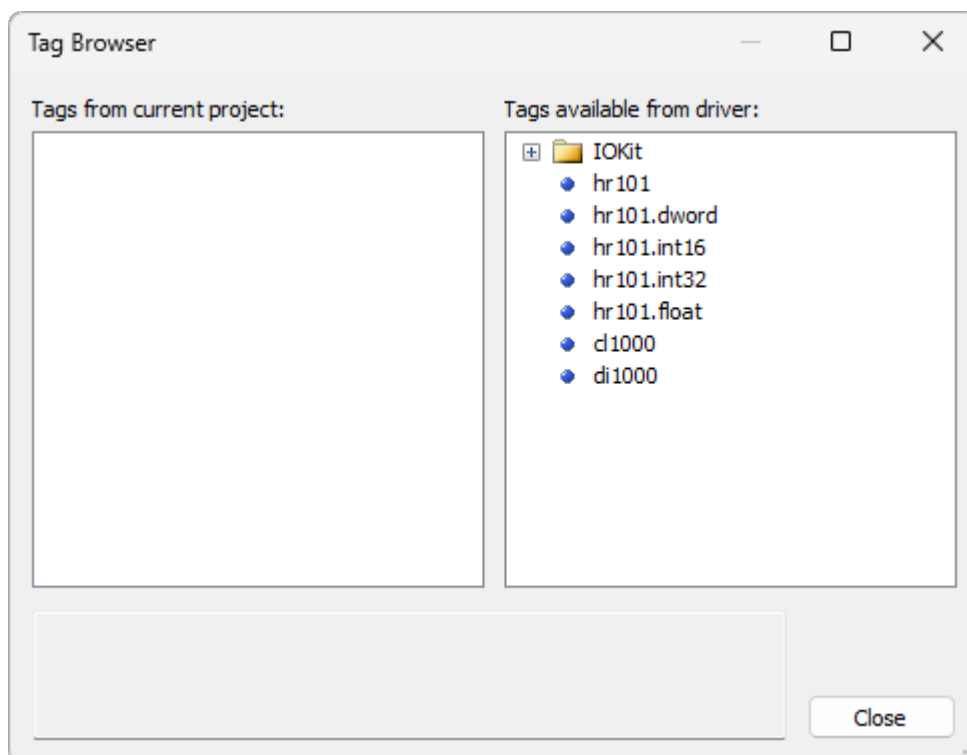 Tag Browser
Tags from current project:
Tags available from driver:
IOKit
hr101
hr101.dword
hr101.int16
hr101.int32
hr101.float
cl1000
di1000
Close